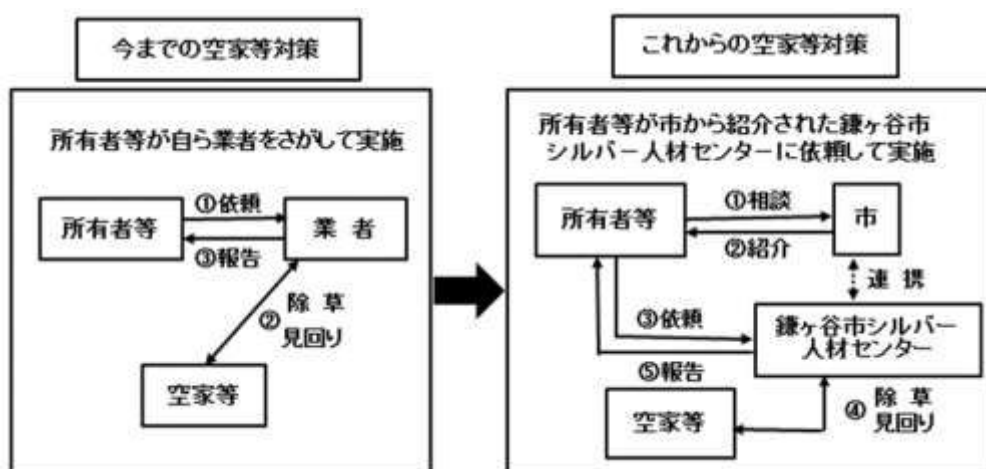 今までの空家等対策
所有者等が自ら業者をさがして実施
所有者等
①依頼
③報告
業 者
②
除 草
見回り
空家等
これからの空家等対策
所有者等が市から紹介された鎌ヶ谷市
シルバー人材センターに依頼して実施
所有者等
①相談
②紹介
市
連 携
③依頼
⑤報告
鎌ヶ谷市シルバー
人材センター
空家等
④
除 草
見回り